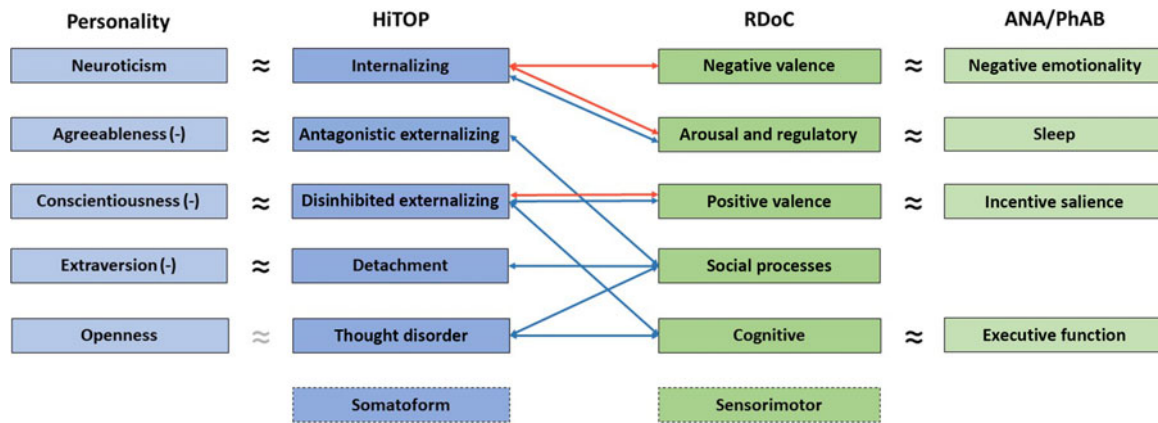 Personality HiTOP RDoC ANA/PhAB
Neuroticism ≈ Internalizing Negative valence ≈ Negative emotionality
Agreeableness (-) ≈ Antagonistic externalizing Arousal and regulatory ≈ Sleep
Conscientiousness (-) ≈ Disinhibited externalizing Positive valence ≈ Incentive salience
Extraversion (-) ≈ Detachment Social processes
Openness ≈ Thought disorder Cognitive ≈ Executive function
Somatoform Sensorimotor